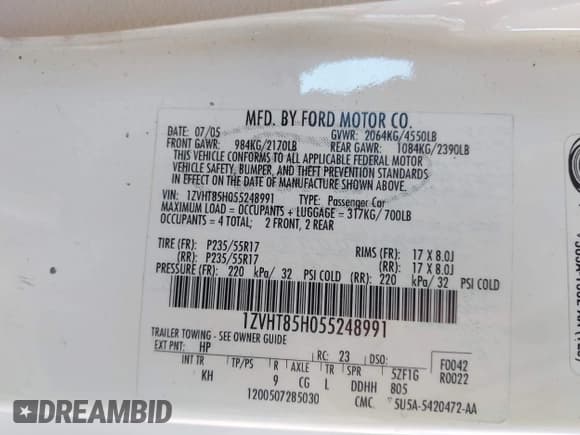 MFD. BY FORD MOTOR CO.
DATE: 07/05 GVWR: 2064KG/4550LB
FRONT GAWR: 984KG/2170LB REAR GAWR: 1084KG/2390LB
THIS VEHICLE CONFORMS TO ALL APPLICABLE FEDERAL MOTOR
VEHICLE SAFETY, BUMPER, AND THEFT PREVENTION STANDARDS
IN EFFECT ON THE DATE OF MANUFACTURE SHOWN ABOVE.
VIN: 1ZVHT85H055248991 TYPE: Passenger Car
MAXIMUM LOAD = OCCUPANTS + LUGGAGE = 317KG/700LB
OCCUPANTS = 4 TOTAL; 2 FRONT, 2 REAR
TIRE (FR): P235/55R17 RIMS (FR): 17 X 8.0J
(RR): P235/55R17 (RR): 17 X 8.0J
PRESSURE (FR): 220 kPa/ 32 PSI COLD (RR): 220 kPa/ 32 PSI COLD
1ZVHT85H055248991
TRAILER TOWING - SEE OWNER GUIDE
EXT PNT: HP RC: 23 DSO: F0042
INT TR TP/PS R AXLE TR SPR 5ZF1G R0022
KH 9 CG L DDHH 805
1200507285030 CMC 5U5A-5420472-AA
DREAMBID
DREAMBID